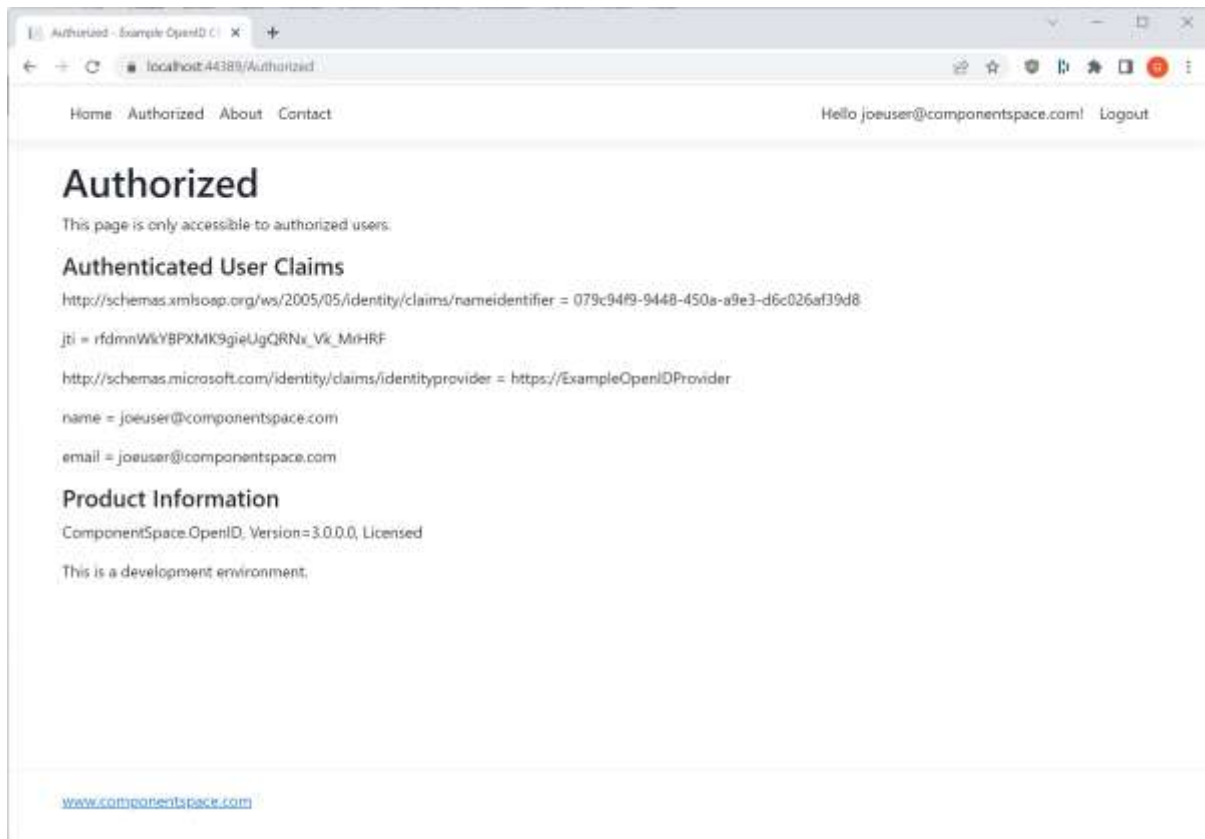 Authorized - Example OpenID C
localhost:44389/Authorized
Home Authorized About Contact Hello joeuser@componentspace.com! Logout
Authorized
This page is only accessible to authorized users.
Authenticated User Claims
http://schemas.xmlsoap.org/ws/2005/05/identity/claims/nameidentifier = 079c94f9-9448-450a-a9e3-d6c026af39d8
jti = rfdmnWkYBPXMK9gieUgQRNx_Vk_MrHRF
http://schemas.microsoft.com/identity/claims/identityprovider = https://ExampleOpenIDProvider
name = joeuser@componentspace.com
email = joeuser@componentspace.com
Product Information
ComponentSpace.OpenID, Version=3.0.0.0, Licensed
This is a development environment.
www.componentspace.com